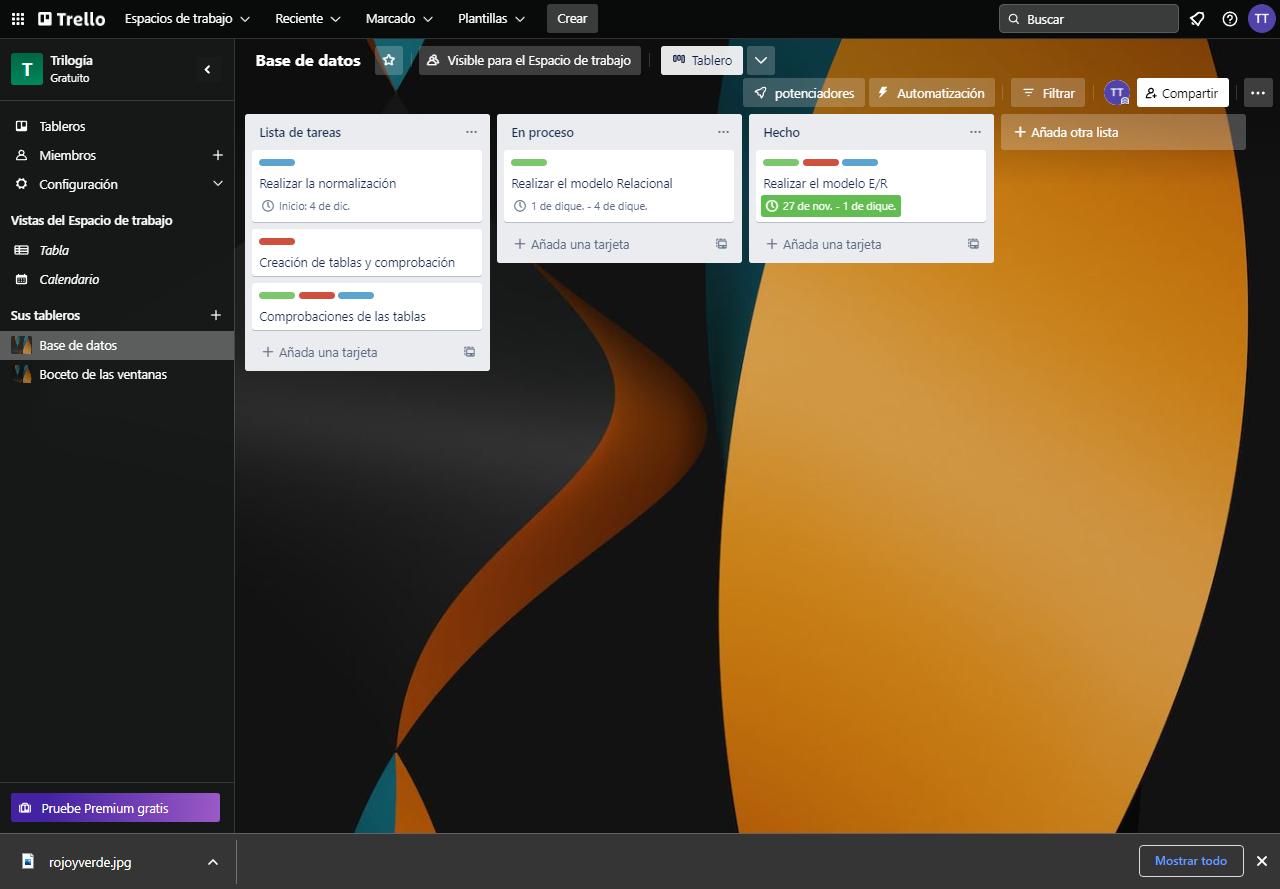 Trello Espacios de trabajo Reciente Marcado Plantillas Crear Buscar TT
T Trilogía
Gratuito
Base de datos Visible para el Espacio de trabajo Tablero
potenciadores Automatización Filtrar TT Compartir
Tableros
Miembros
Configuración
Vistas del Espacio de trabajo
Tabla
Calendario
Sus tableros
Base de datos
Boceto de las ventanas
Pruebe Premium gratis
Lista de tareas
Realizar la normalización
Inicio: 4 de dic.
Creación de tablas y comprobación
Comprobaciones de las tablas
Añada una tarjeta
En proceso
Realizar el modelo Relacional
1 de dique. - 4 de dique.
Añada una tarjeta
Hecho
Realizar el modelo E/R
27 de nov. - 1 de dique.
Añada una tarjeta
Añada otra lista
rojoyverde.jpg
Mostrar todo